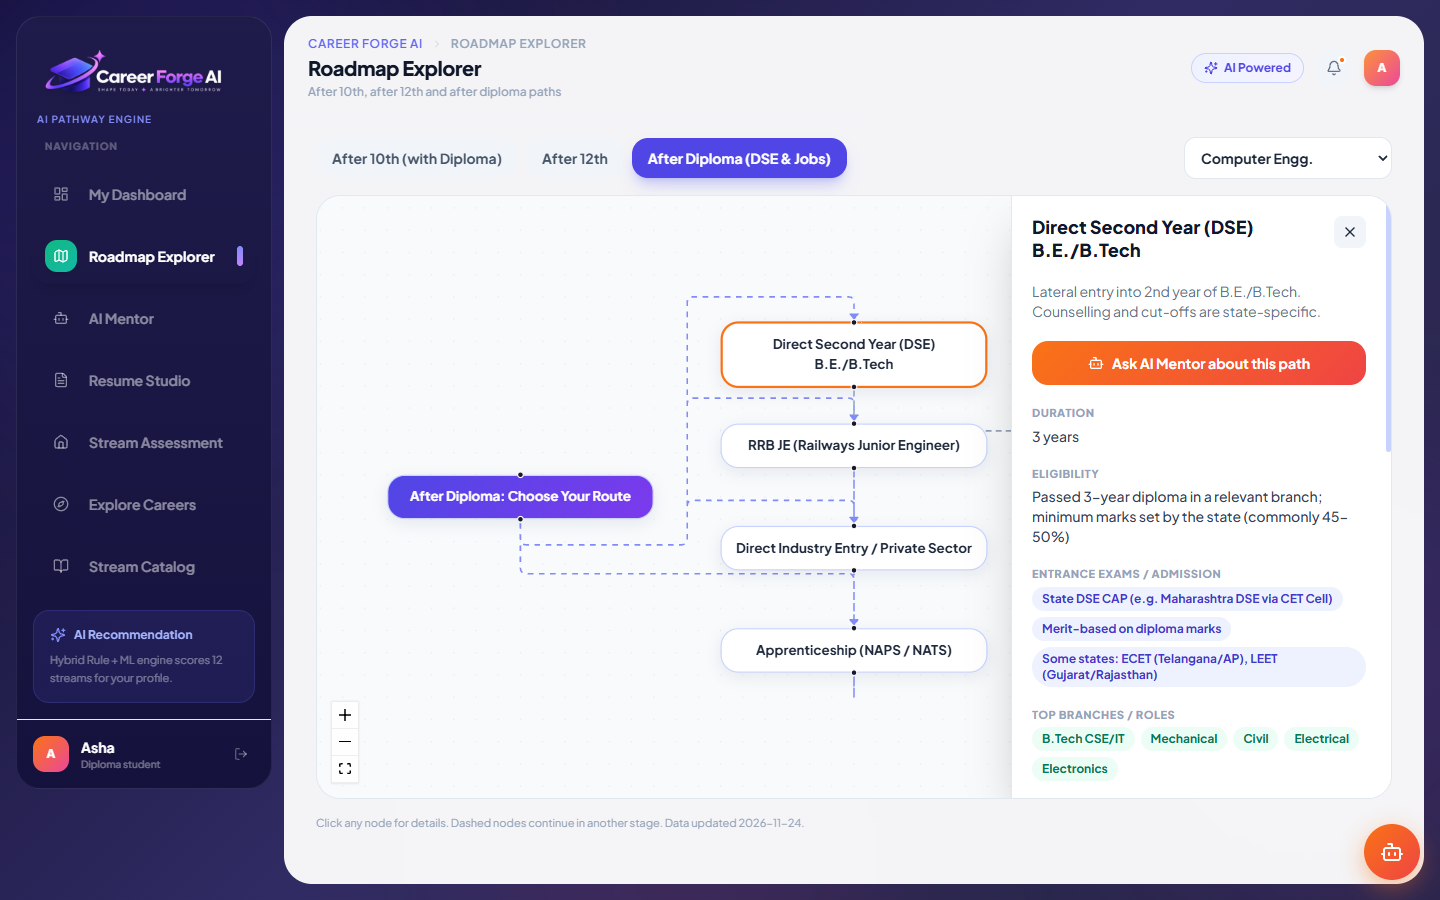 Career Forge AI
SHAPE TODAY ✦ A BRIGHTER TOMORROW
AI PATHWAY ENGINE
NAVIGATION
My Dashboard
Roadmap Explorer
AI Mentor
Resume Studio
Stream Assessment
Explore Careers
Stream Catalog
AI Recommendation
Hybrid Rule + ML engine scores 12
streams for your profile.
A
Asha
Diploma student
CAREER FORGE AI
ROADMAP EXPLORER
Roadmap Explorer
After 10th, after 12th and after diploma paths
AI Powered
A
After 10th (with Diploma)
After 12th
After Diploma (DSE & Jobs)
Computer Engg.
After Diploma: Choose Your Route
Direct Second Year (DSE)
B.E./B.Tech
RRB JE (Railways Junior Engineer)
Direct Industry Entry / Private Sector
Apprenticeship (NAPS / NATS)
Direct Second Year (DSE)
B.E./B.Tech
Lateral entry into 2nd year of B.E./B.Tech.
Counselling and cut-offs are state-specific.
Ask AI Mentor about this path
DURATION
3 years
ELIGIBILITY
Passed 3-year diploma in a relevant branch;
minimum marks set by the state (commonly 45–
50%)
ENTRANCE EXAMS / ADMISSION
State DSE CAP (e.g. Maharashtra DSE via CET Cell)
Merit-based on diploma marks
Some states: ECET (Telangana/AP), LEET
(Gujarat/Rajasthan)
TOP BRANCHES / ROLES
B.Tech CSE/IT
Mechanical
Civil
Electrical
Electronics
Click any node for details. Dashed nodes continue in another stage. Data updated 2026-11-24.